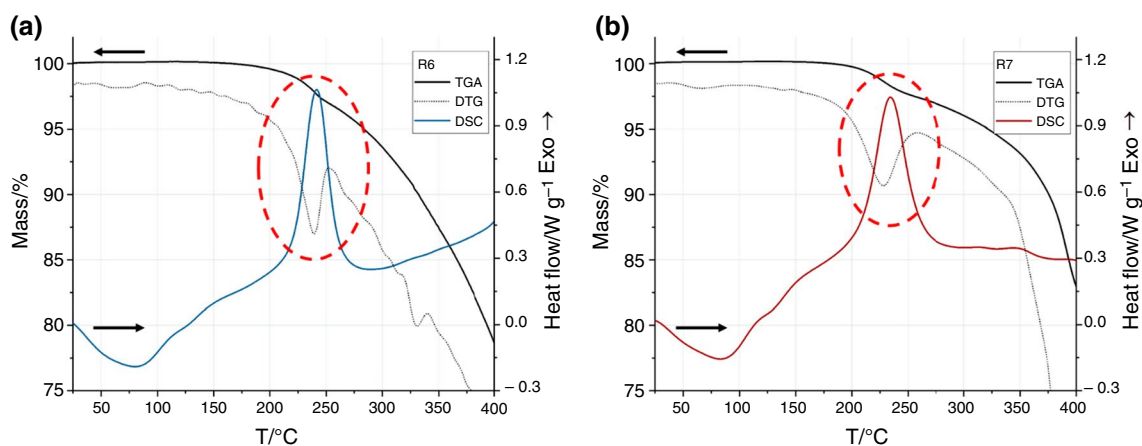 (a)
R6
TGA
DTG
DSC
100
95
90
85
80
75
Mass/%
1.2
0.9
0.6
0.3
0.0
−0.3
Heat flow/W g⁻¹ Exo →
50 100 150 200 250 300 350 400
T/°C
(b)
R7
TGA
DTG
DSC
100
95
90
85
80
75
Mass/%
1.2
0.9
0.6
0.3
0.0
−0.3
Heat flow/W g⁻¹ Exo →
50 100 150 200 250 300 350 400
T/°C